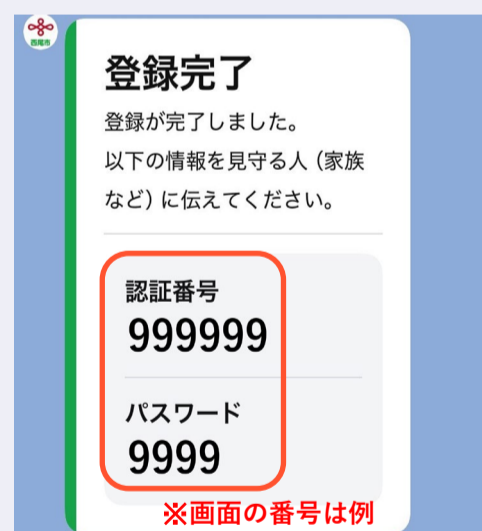 西尾市
登録完了
登録が完了しました。
以下の情報を見守る人（家族
など）に伝えてください。
認証番号
999999
パスワード
9999
※画面の番号は例